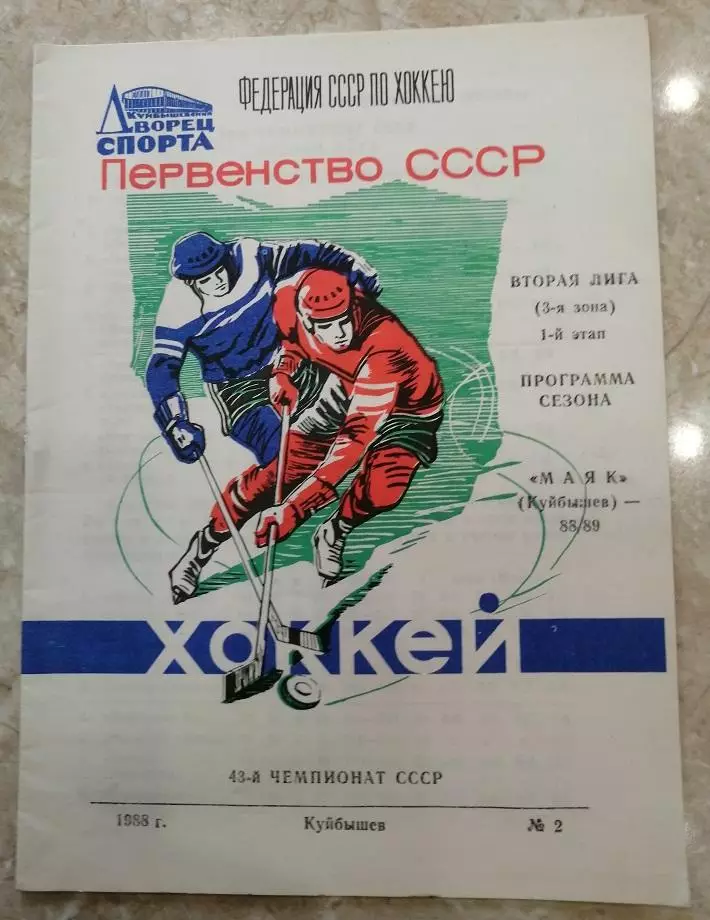 ФЕДЕРАЦИЯ СССР ПО ХОККЕЮ
КУЙБЫШЕВСКИЙ
ДВОРЕЦ
СПОРТА
Первенство СССР
ВТОРАЯ ЛИГА
(3-я зона)
1-й этап
ПРОГРАММА
СЕЗОНА
«МАЯК»
(Куйбышев) —
88/89
ХОККЕЙ
43-й ЧЕМПИОНАТ СССР
1988 г. Куйбышев № 2